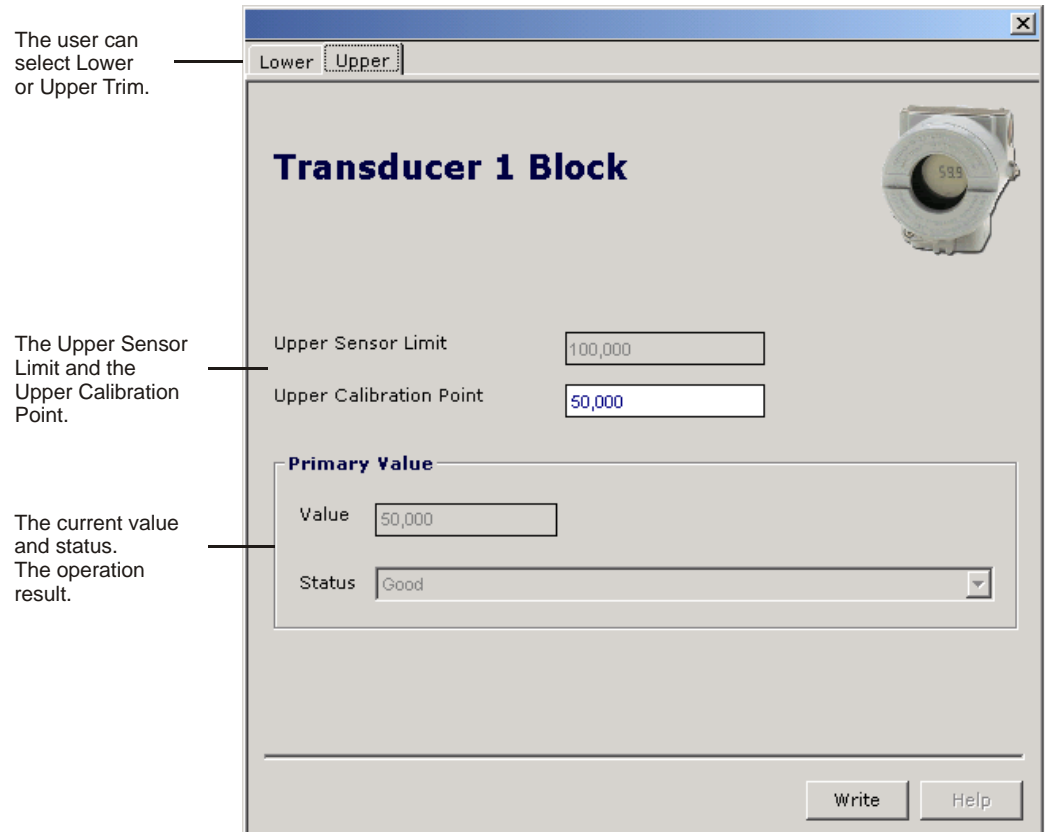 The user can
select Lower
or Upper Trim.
Lower Upper
Transducer 1 Block
59.9
The Upper Sensor
Limit and the
Upper Calibration
Point.
Upper Sensor Limit 100,000
Upper Calibration Point 50,000
Primary Value
The current value
and status.
The operation
result.
Value 50,000
Status Good
Write Help